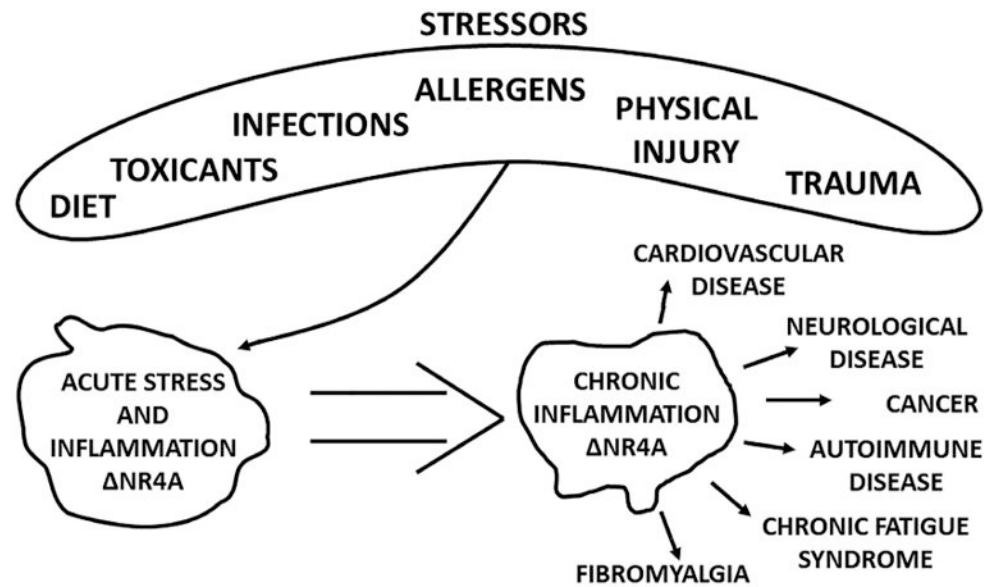 STRESSORS
ALLERGENS
INFECTIONS
PHYSICAL
INJURY
TOXICANTS
TRAUMA
DIET
CARDIOVASCULAR
DISEASE
NEUROLOGICAL
DISEASE
ACUTE STRESS
AND
INFLAMMATION
ΔNR4A
CHRONIC
INFLAMMATION
ΔNR4A
CANCER
AUTOIMMUNE
DISEASE
CHRONIC FATIGUE
SYNDROME
FIBROMYALGIA